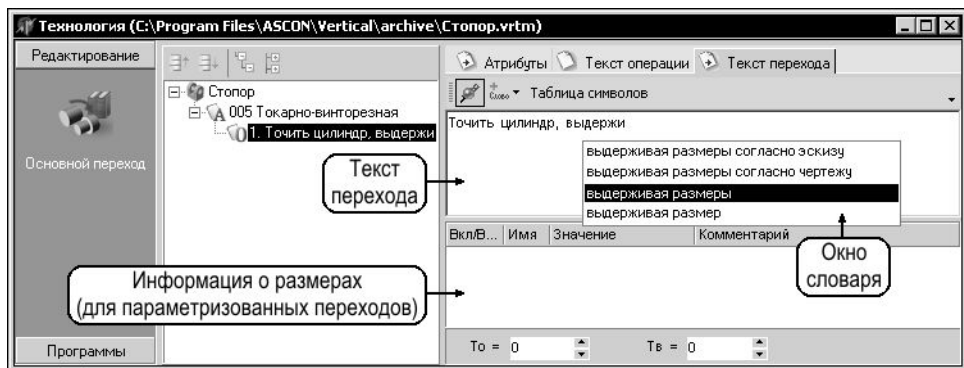 Технология (C:\Program Files\ASCON\Vertical\archive\Стопор.vrtm)
Редактирование
Основной переход
Программы
Стопор
005 Токарно-винторезная
1. Точить цилиндр, выдержи
Атрибуты
Текст операции
Текст перехода
Слово
Таблица символов
Точить цилиндр, выдержи
выдерживая размеры согласно эскизу
выдерживая размеры согласно чертежу
выдерживая размеры
выдерживая размер
Текст
перехода
Вкл/В...
Имя
Значение
Комментарий
Окно
словаря
Информация о размерах
(для параметризованных переходов)
То = 0
Тв = 0